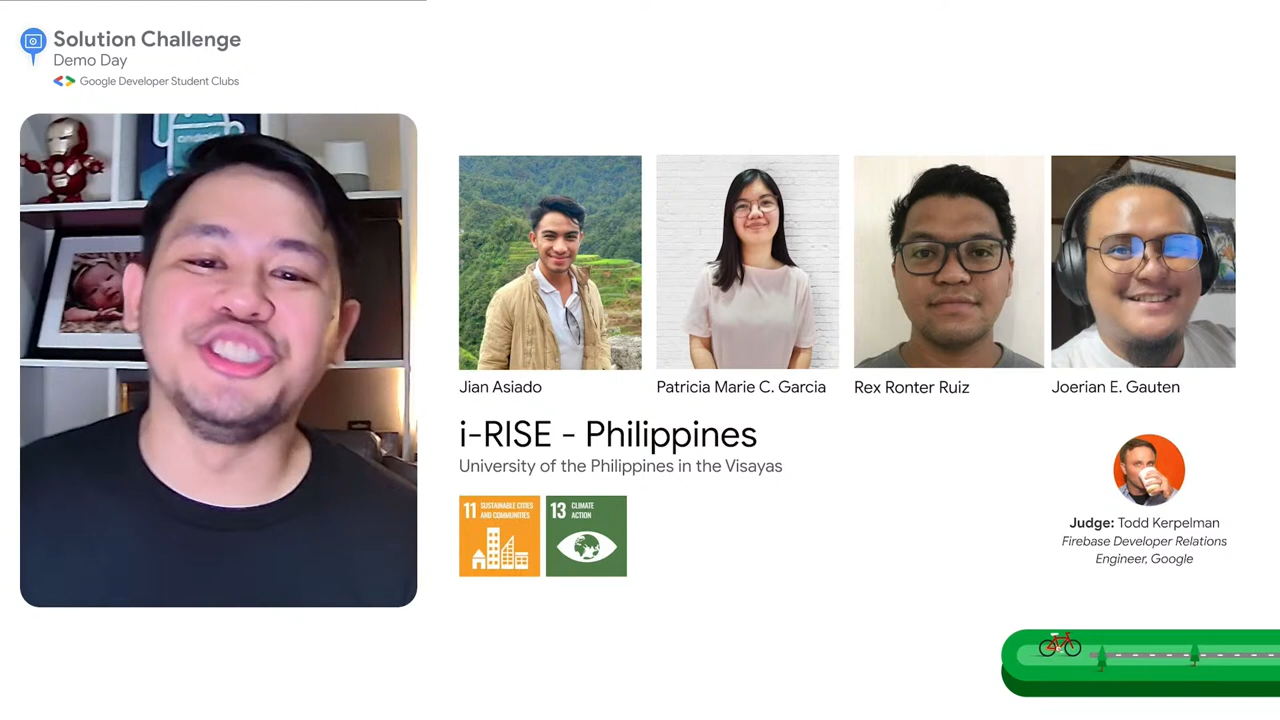 Solution Challenge
Demo Day
Google Developer Student Clubs
android
Jian Asiado
Patricia Marie C. Garcia
Rex Ronter Ruiz
Joerian E. Gauten
i-RISE - Philippines
University of the Philippines in the Visayas
11 SUSTAINABLE CITIES
AND COMMUNITIES
13 CLIMATE
ACTION
Judge: Todd Kerpelman
Firebase Developer Relations
Engineer, Google